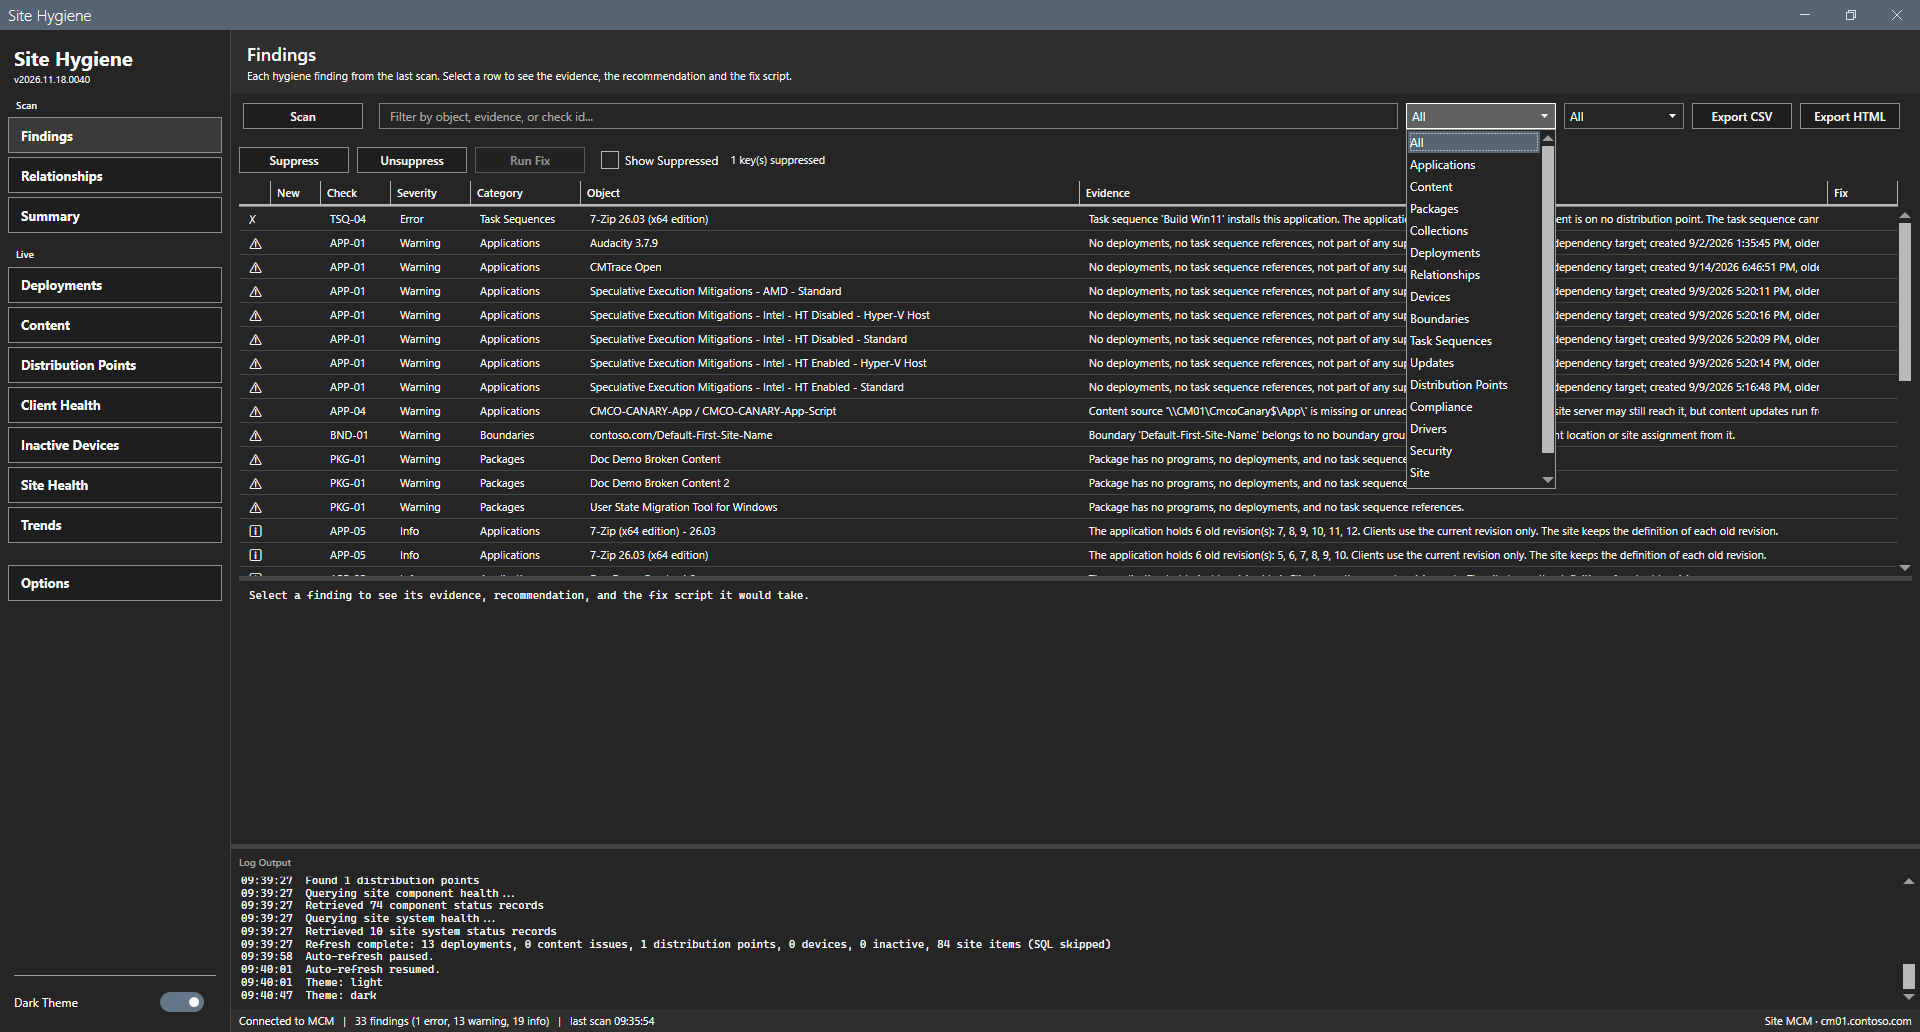 Site Hygiene
Site Hygiene
v2026.11.18.0040
Scan
Findings
Relationships
Summary
Live
Deployments
Content
Distribution Points
Client Health
Inactive Devices
Site Health
Trends
Options
Dark Theme
Findings
Each hygiene finding from the last scan. Select a row to see the evidence, the recommendation and the fix script.
Scan
Filter by object, evidence, or check id...
All
All
Export CSV
Export HTML
Suppress
Unsuppress
Run Fix
Show Suppressed
1 key(s) suppressed
All
Applications
Content
Packages
Collections
Deployments
Relationships
Devices
Boundaries
Task Sequences
Updates
Distribution Points
Compliance
Drivers
Security
Site
New Check Severity Category Object Evidence Fix
X TSQ-04 Error Task Sequences 7-Zip 26.03 (x64 edition) Task sequence 'Build Win11' installs this application. The applicati ent is on no distribution point. The task sequence canr
APP-01 Warning Applications Audacity 3.7.9 No deployments, no task sequence references, not part of any sup dependency target; created 9/2/2026 1:35:45 PM, older
APP-01 Warning Applications CMTrace Open No deployments, no task sequence references, not part of any sup dependency target; created 9/14/2026 6:46:51 PM, olde
APP-01 Warning Applications Speculative Execution Mitigations - AMD - Standard No deployments, no task sequence references, not part of any sup dependency target; created 9/9/2026 5:20:11 PM, older
APP-01 Warning Applications Speculative Execution Mitigations - Intel - HT Disabled - Hyper-V Host No deployments, no task sequence references, not part of any sup dependency target; created 9/9/2026 5:20:16 PM, older
APP-01 Warning Applications Speculative Execution Mitigations - Intel - HT Disabled - Standard No deployments, no task sequence references, not part of any sup dependency target; created 9/9/2026 5:20:09 PM, older
APP-01 Warning Applications Speculative Execution Mitigations - Intel - HT Enabled - Hyper-V Host No deployments, no task sequence references, not part of any sup dependency target; created 9/9/2026 5:20:14 PM, older
APP-01 Warning Applications Speculative Execution Mitigations - Intel - HT Enabled - Standard No deployments, no task sequence references, not part of any sup dependency target; created 9/9/2026 5:16:48 PM, older
APP-04 Warning Applications CMCO-CANARY-App / CMCO-CANARY-App-Script Content source '\\CM01\CmcoCanary$\App\' is missing or unreac site server may still reach it, but content updates run fr
BND-01 Warning Boundaries contoso.com/Default-First-Site-Name Boundary 'Default-First-Site-Name' belongs to no boundary grou nt location or site assignment from it.
PKG-01 Warning Packages Doc Demo Broken Content Package has no programs, no deployments, and no task sequence
PKG-01 Warning Packages Doc Demo Broken Content 2 Package has no programs, no deployments, and no task sequence
PKG-01 Warning Packages User State Migration Tool for Windows Package has no programs, no deployments, and no task sequence references.
APP-05 Info Applications 7-Zip (x64 edition) - 26.03 The application holds 6 old revision(s): 7, 8, 9, 10, 11, 12. Clients use the current revision only. The site keeps the definition of each old revision.
APP-05 Info Applications 7-Zip 26.03 (x64 edition) The application holds 6 old revision(s): 5, 6, 7, 8, 9, 10. Clients use the current revision only. The site keeps the definition of each old revision.
Select a finding to see its evidence, recommendation, and the fix script it would take.
Log Output
09:39:27 Found 1 distribution points
09:39:27 Querying site component health...
09:39:27 Retrieved 74 component status records
09:39:27 Querying site system health...
09:39:27 Retrieved 10 site system status records
09:39:27 Refresh complete: 13 deployments, 0 content issues, 1 distribution points, 0 devices, 0 inactive, 84 site items (SQL skipped)
09:39:58 Auto-refresh paused.
09:40:01 Auto-refresh resumed.
09:40:01 Theme: light
09:40:47 Theme: dark
Connected to MCM | 33 findings (1 error, 13 warning, 19 info) | last scan 09:35:54
Site MCM · cm01.contoso.com